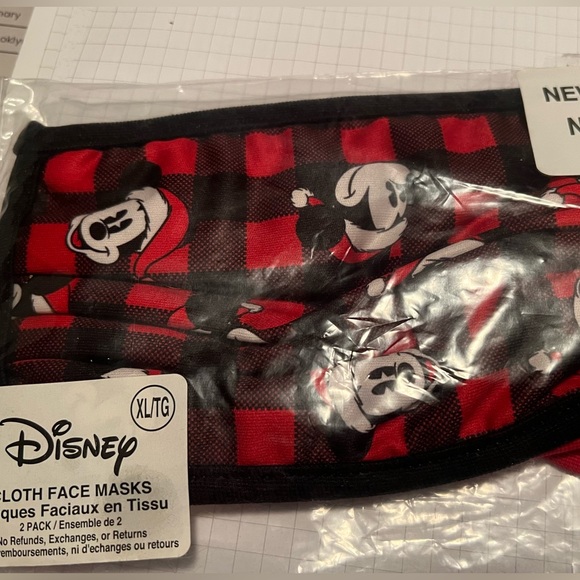 NEW
XL/TG
Disney
CLOTH FACE MASKS
ques Faciaux en Tissu
2 PACK / Ensemble de 2
No Refunds, Exchanges, or Returns
remboursements, ni d'echanges ou retours